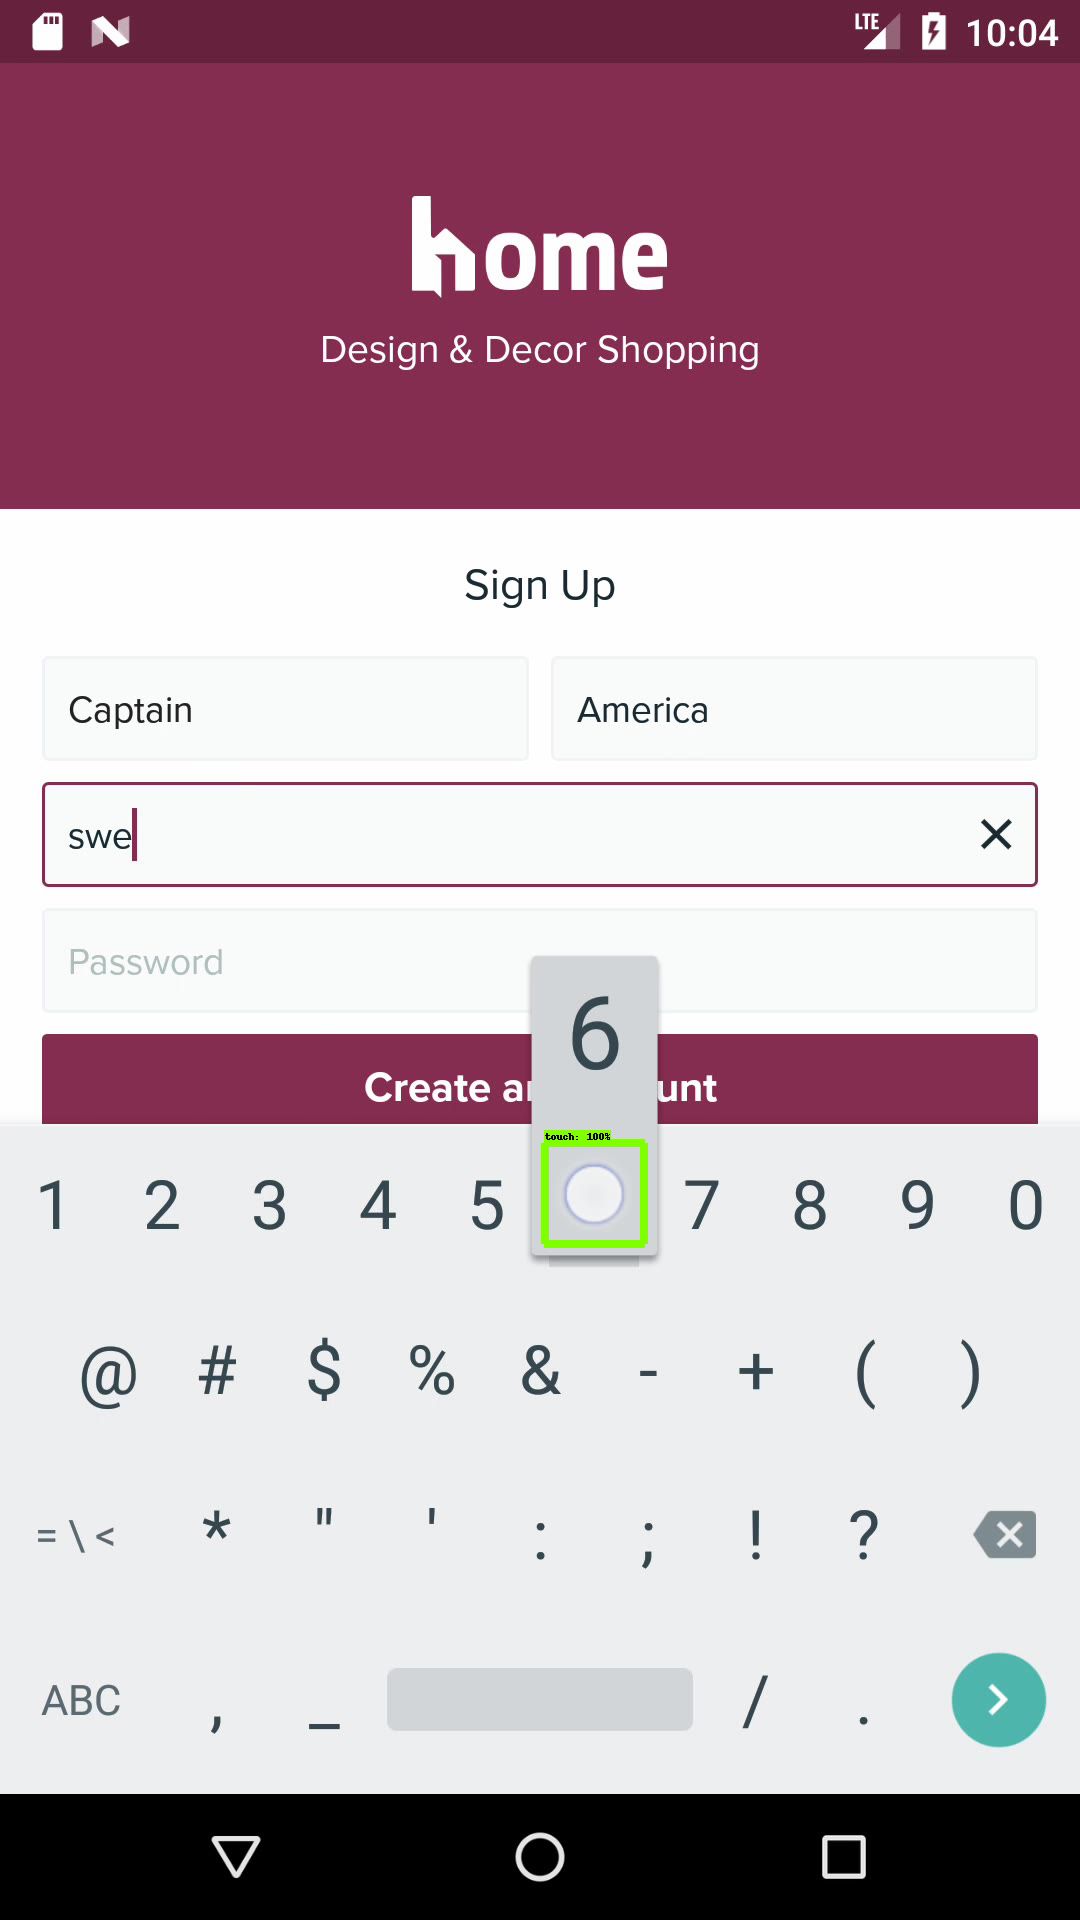 LTE 10:04
home
Design & Decor Shopping
Sign Up
Captain America
swe
Password
6
Create an unt
touch: 100%
1 2 3 4 5 7 8 9 0
@ # $ % & - + ( )
= \ < * " ' : ; ! ?
ABC , _ / .